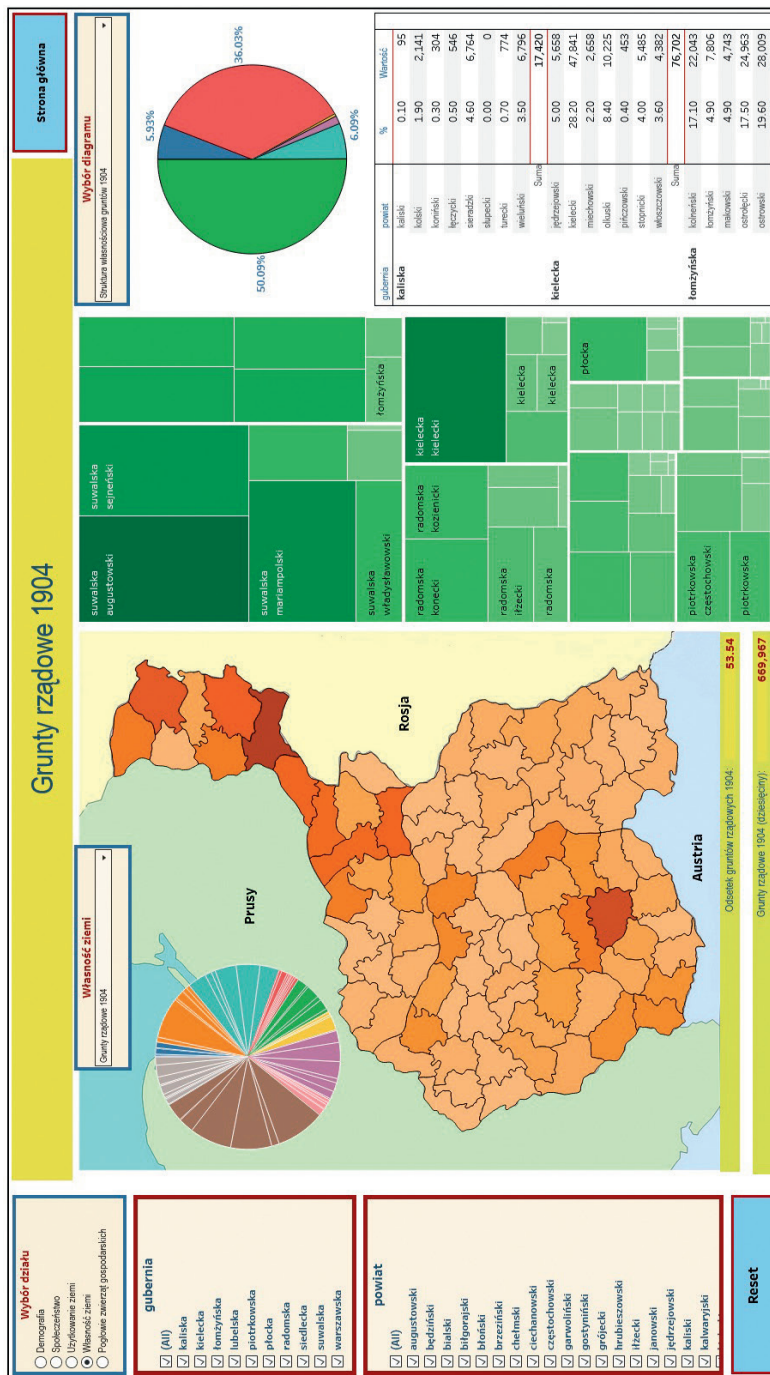 Grunty rządowe 1904
Strona główna
Wybór działu
Demografia
Społeczeństwo
Użytkowanie ziemi
Własność ziemi
Pogłowie zwierząt gospodarskich
gubernia
(All)
kaliska
kielecka
łomżyńska
lubelska
piotrkowska
płocka
radomska
siedlecka
suwalska
warszawska
powiat
(All)
augustowski
będziński
bialski
biłgorajski
błoński
brzeziński
chełmski
ciechanowski
częstochowski
garwoliński
gostyniński
grójecki
hrubieszowski
iłżecki
janowski
jędrzejowski
kaliski
kalwaryjski
Reset
Własność ziemi
Grunty rządowe 1904
Prusy
Rosja
Austria
Odsetek gruntów rządowych 1904:
53.54
Grunty rządowe 1904 (dziesięciny):
669,967
suwalska
augustowski
suwalska
sejneński
suwalska
mariampolski
suwalska
władysławowski
łomżyńska
radomska
konecki
radomska
kozienicki
radomska
iłżecki
radomska
kielecka
kielecki
kielecka
kielecka
płocka
piotrkowska
częstochowski
piotrkowska
Wybór diagramu
Struktura własnościowa gruntów 1904
5.93%
36.03%
50.09%
6.09%
gubernia powiat % Wartość
kaliska kaliski 0.10 95
kolski 1.90 2,141
koniński 0.30 304
łęczycki 0.50 546
sieradzki 4.60 6,764
słupecki 0.00 0
turecki 0.70 774
wieluński 3.50 6,796
Suma 17,420
kielecka jędrzejowski 5.00 5,658
kielecki 28.20 47,841
miechowski 2.20 2,658
olkuski 8.40 10,225
pińczowski 0.40 453
stopnicki 4.00 5,485
włoszczowski 3.60 4,382
Suma 76,702
łomżyńska kolneński 17.10 22,043
łomżyński 4.90 7,806
makowski 4.90 4,743
ostrołęcki 17.50 24,963
ostrowski 19.60 28,009